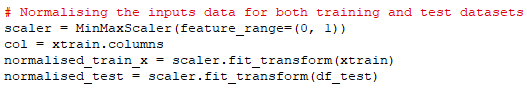 # Normalising the inputs data for both training and test datasets
scaler = MinMaxScaler(feature_range=(0, 1))
col = xtrain.columns
normalised_train_x = scaler.fit_transform(xtrain)
normalised_test = scaler.fit_transform(df_test)